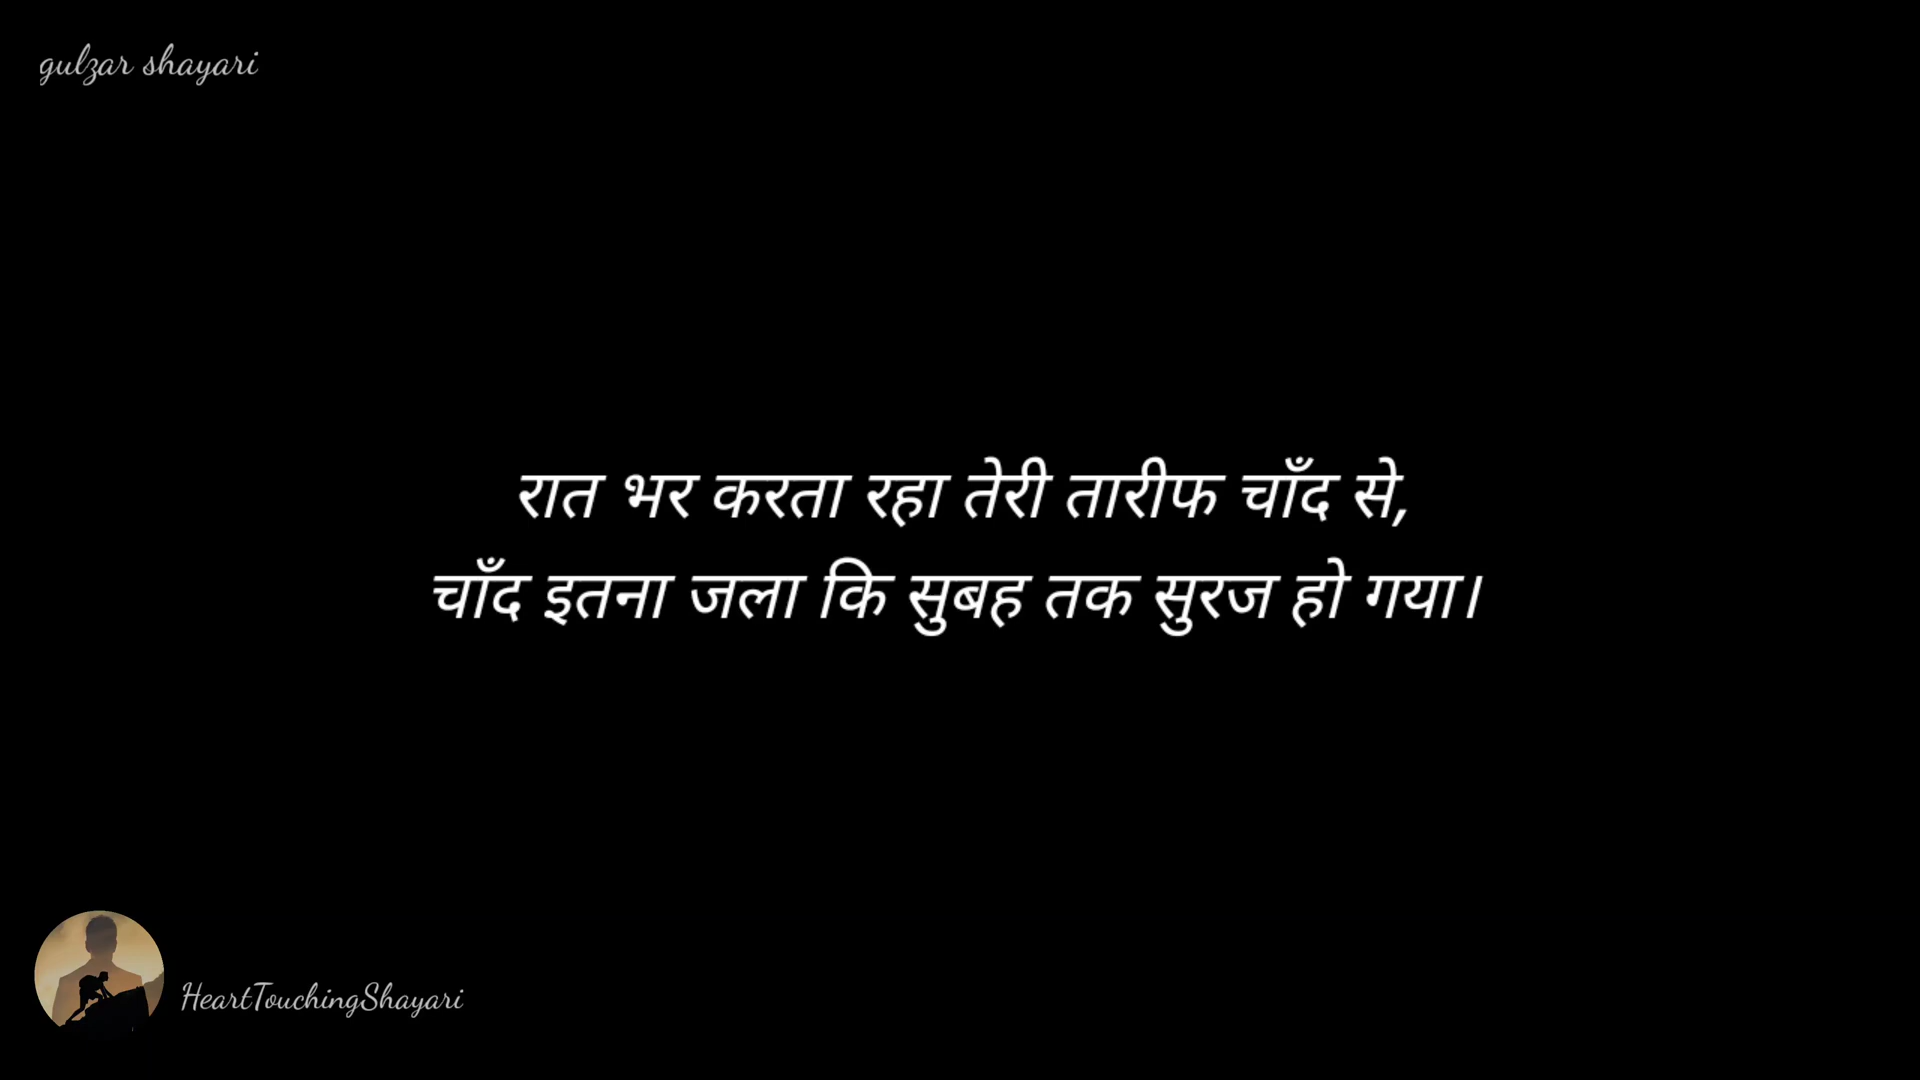 gulzar shayari
रात भर करता रहा तेरी तारीफ चाँद से,
चाँद इतना जला कि सुबह तक सुरज हो गया।
HeartTouchingShayari